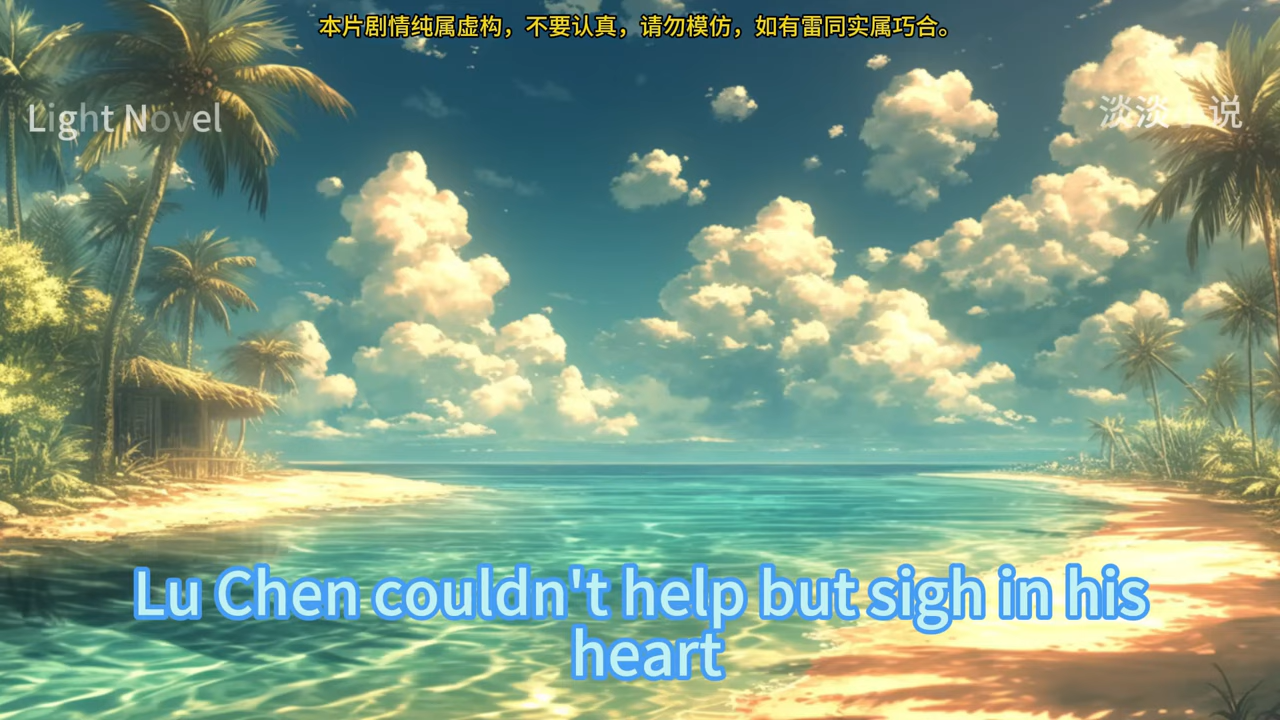 本片剧情纯属虚构，不要认真，请勿模仿，如有雷同实属巧合。
Light Novel
淡淡小说
Lu Chen couldn't help but sigh in his
heart